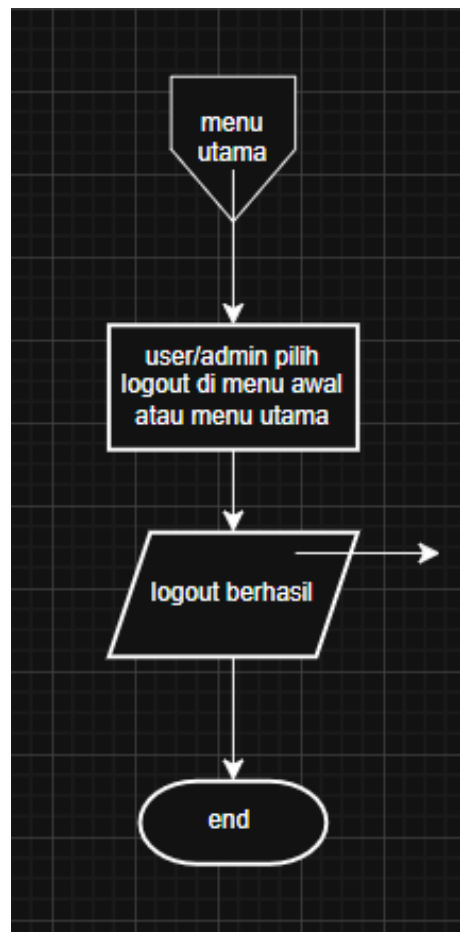 menu
utama
user/admin pilih
logout di menu awal
atau menu utama
logout berhasil
end